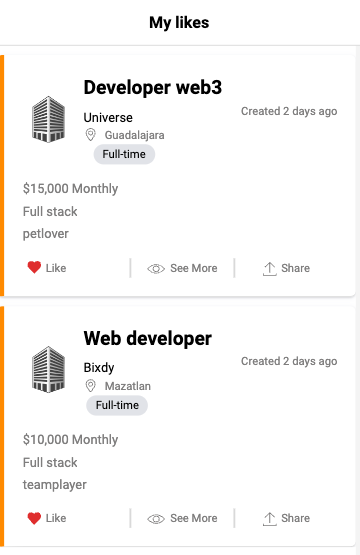 My likes
Developer web3
Universe
Created 2 days ago
Guadalajara
Full-time
$15,000 Monthly
Full stack
petlover
Like
See More
Share
Web developer
Bixdy
Created 2 days ago
Mazatlan
Full-time
$10,000 Monthly
Full stack
teamplayer
Like
See More
Share